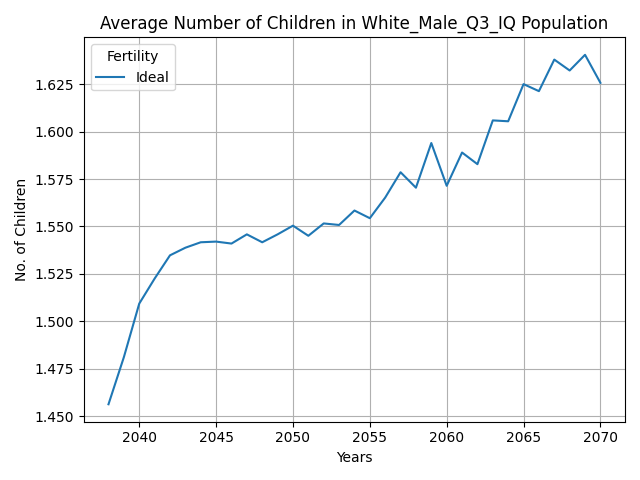 Average Number of Children in White_Male_Q3_IQ Population
Fertility
Ideal
1.625
1.600
1.575
1.550
1.525
1.500
1.475
1.450
No. of Children
2040 2045 2050 2055 2060 2065 2070
Years